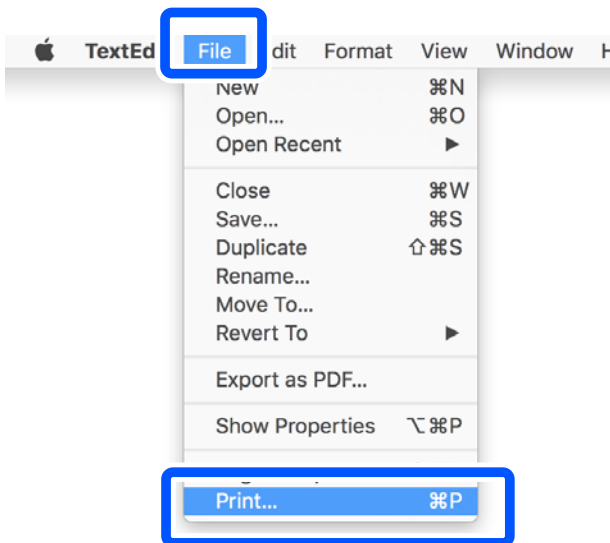 TextEd File dit Format View Window H
New ⌘N
Open... ⌘O
Open Recent ▶
Close ⌘W
Save... ⌘S
Duplicate ⇧⌘S
Rename...
Move To...
Revert To ▶
Export as PDF...
Show Properties ⌥⌘P
Print... ⌘P